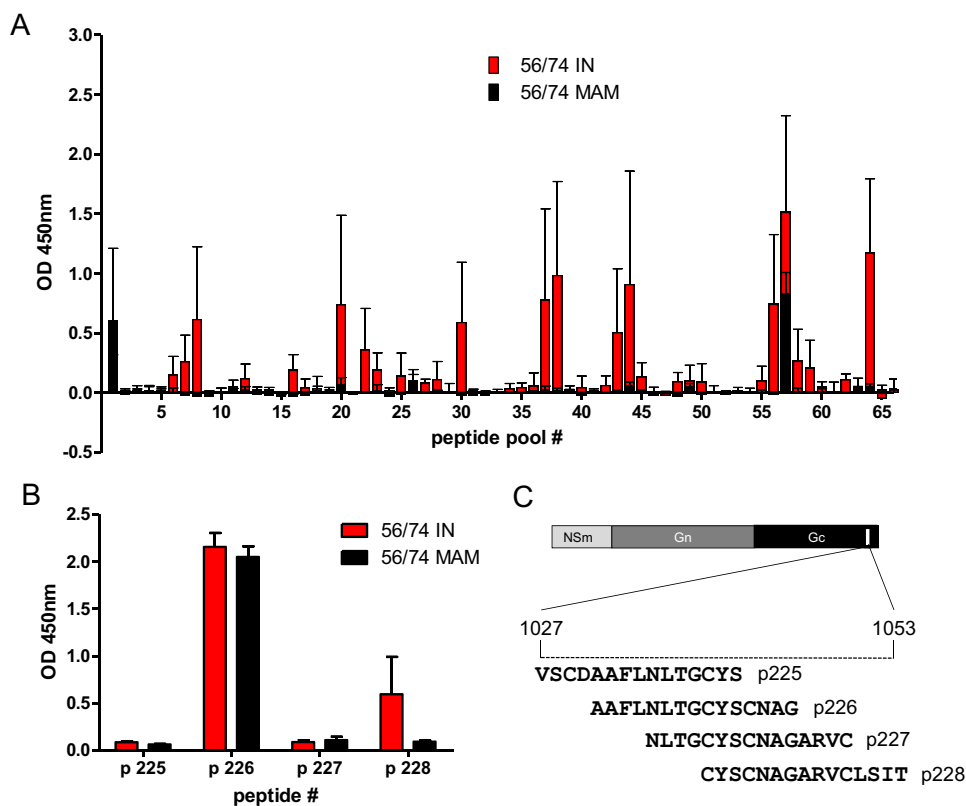 A
3.0
2.5
2.0
1.5
1.0
0.5
0.0
-0.5
OD 450nm
56/74 IN
56/74 MAM
5 10 15 20 25 30 35 40 45 50 55 60 65
peptide pool #
B
2.5
2.0
1.5
1.0
0.5
0.0
OD 450nm
56/74 IN
56/74 MAM
p 225 p 226 p 227 p 228
peptide #
C
NSm Gn Gc
1027 1053
VSCDAAFLNLTGCYS p225
AAFLNLTGCYSCNAG p226
NLTGCYSCNAGARVC p227
CYSCNAGARVCLSIT p228